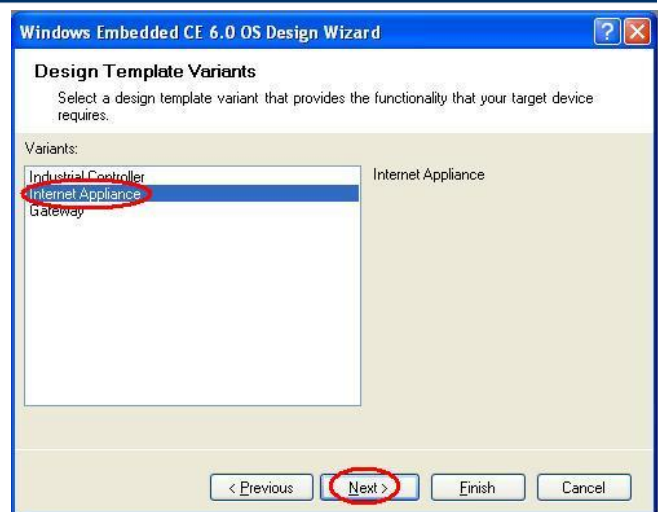 Windows Embedded CE 6.0 OS Design Wizard
Design Template Variants
Select a design template variant that provides the functionality that your target device
requires.
Variants:
Industrial Controller
Internet Appliance
Gateway
Internet Appliance
< Previous
Next >
Finish
Cancel